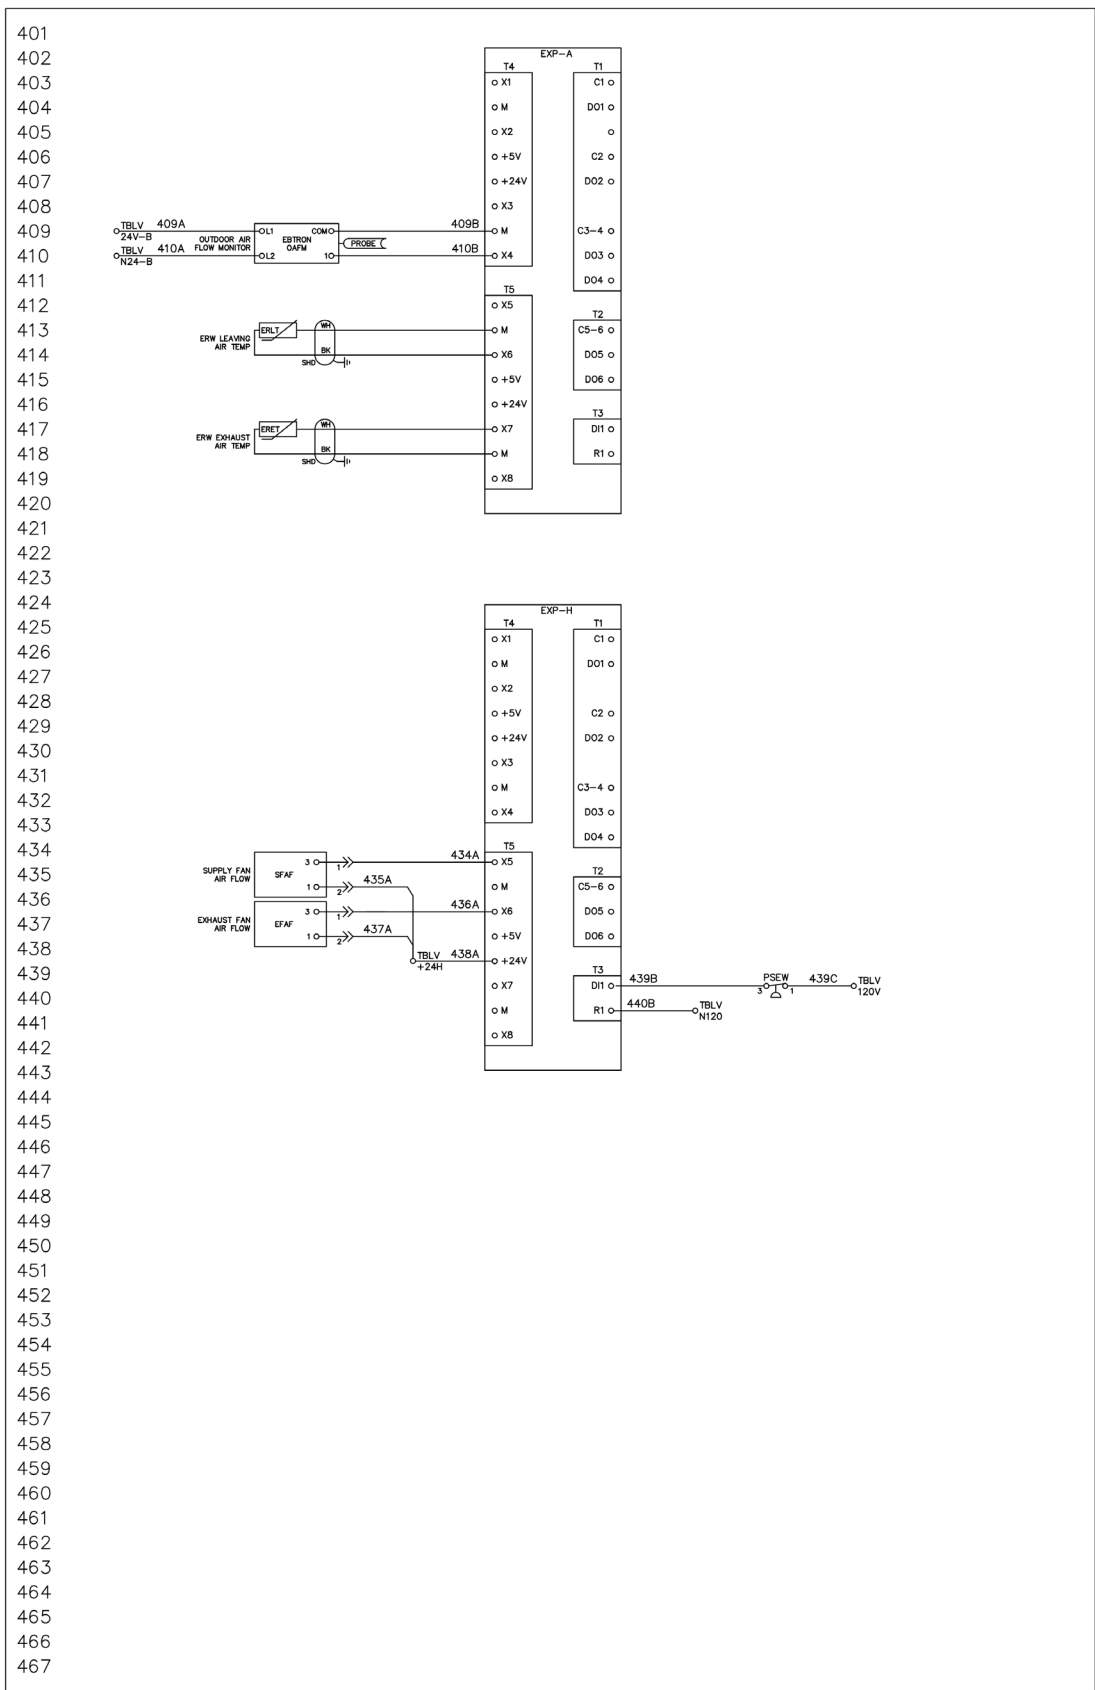 401
402 EXP-A
T4 T1
403 X1 C1
404 M DO1
405 X2
406 +5V C2
407 +24V DO2
408 X3
409 TBLV 409A L1 COM 409B M C3-4
24V-B OUTDOOR AIR FLOW MONITOR EBTRON OAFM PROBE
410 TBLV 410A L2 1 410B X4 DO3
N24-B
411 DO4
T5
412 X5
T2
413 ERLT WH M C5-6
ERW LEAVING
AIR TEMP
414 BK X6 DO5
SHD
415 +5V DO6
416 +24V
T3
417 ERET WH X7 DI1
ERW EXHAUST
AIR TEMP
418 BK M R1
SHD
419 X8
420
421
422
423
424 EXP-H
425 T4 T1
X1 C1
426 M DO1
427
428 X2
429 +5V C2
430 +24V DO2
X3
431
432 M C3-4
433 X4 DO3
DO4
434 434A T5
3 1 X5
435 SUPPLY FAN
AIR FLOW SFAF T2
1 2 435A M C5-6
436 436A
3 1 X6 DO5
437 EXHAUST FAN
AIR FLOW EFAF
1 2 437A +5V DO6
438 TBLV 438A +24V
+24H
439 T3
X7 DI1 439B 3 PSEW 1 439C TBLV
120V
440 M R1 440B TBLV
N120
441
442 X8
443
444
445
446
447
448
449
450
451
452
453
454
455
456
457
458
459
460
461
462
463
464
465
466
467